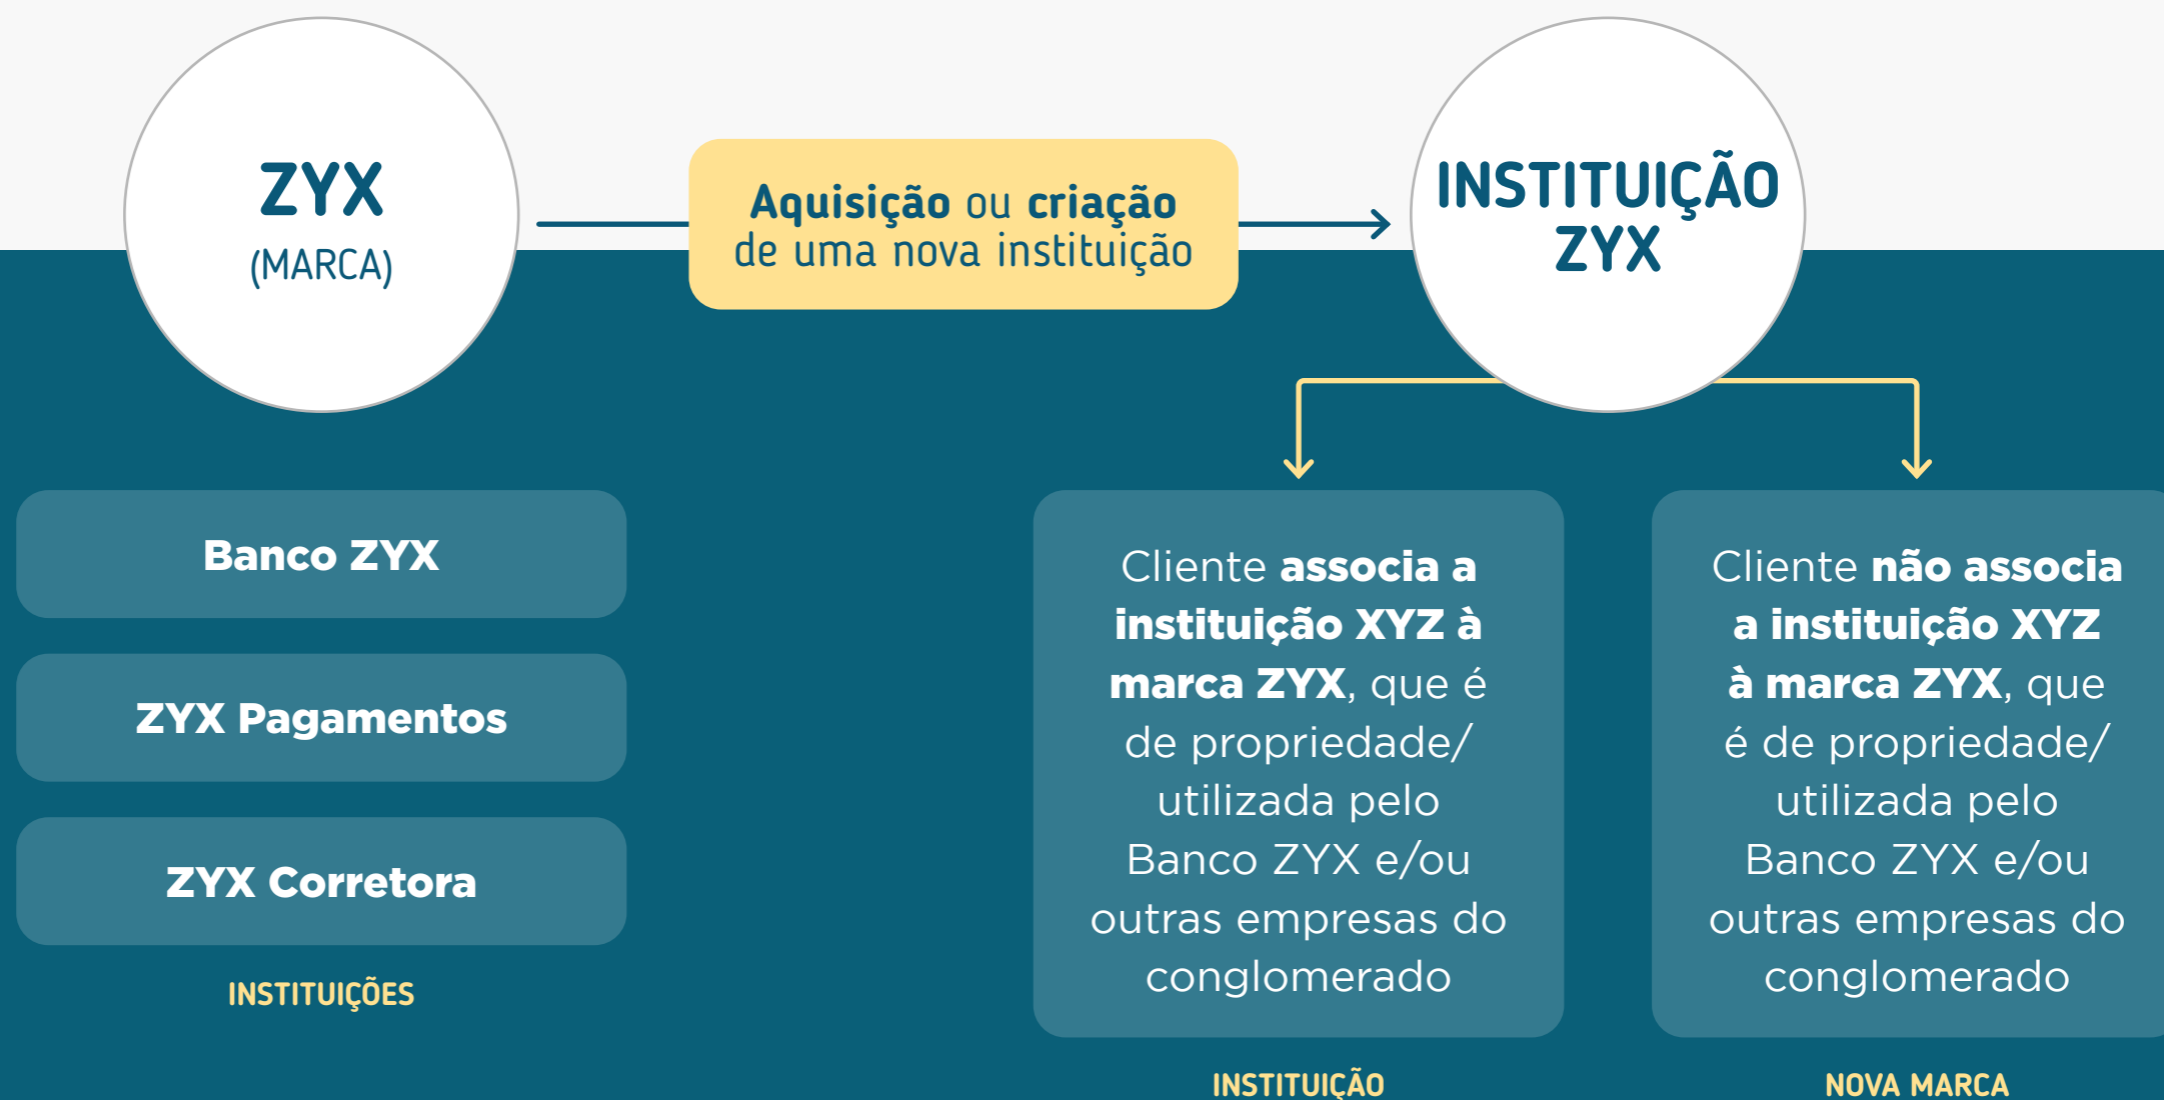 ZYX
(MARCA)
Aquisição ou criação
de uma nova instituição
INSTITUIÇÃO
ZYX
Banco ZYX
ZYX Pagamentos
ZYX Corretora
INSTITUIÇÕES
Cliente associa a
instituição XYZ à
marca ZYX, que é
de propriedade/
utilizada pelo
Banco ZYX e/ou
outras empresas do
conglomerado
INSTITUIÇÃO
Cliente não associa
a instituição XYZ
à marca ZYX, que
é de propriedade/
utilizada pelo
Banco ZYX e/ou
outras empresas do
conglomerado
NOVA MARCA